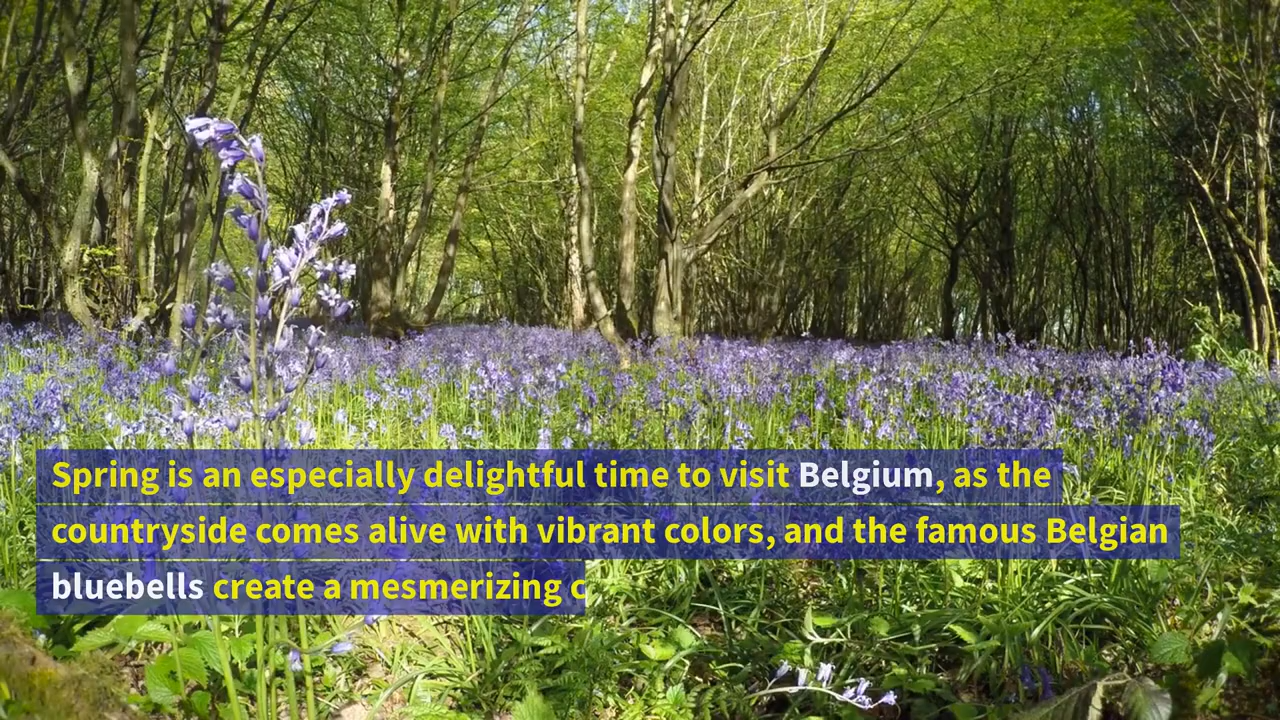 Spring is an especially delightful time to visit Belgium, as the
countryside comes alive with vibrant colors, and the famous Belgian
bluebells create a mesmerizing c